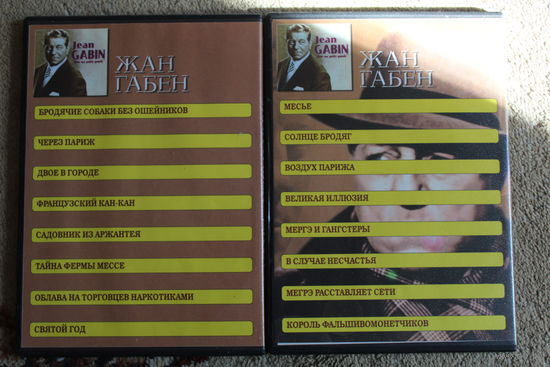 Jean
GABIN
ЖАН
ГАБЕН
БРОДЯЧИЕ СОБАКИ БЕЗ ОШЕЙНИКОВ
ЧЕРЕЗ ПАРИЖ
ДВОЕ В ГОРОДЕ
ФРАНЦУЗСКИЙ КАН-КАН
САДОВНИК ИЗ АРЖАНТЕЯ
ТАЙНА ФЕРМЫ МЕССЕ
ОБЛАВА НА ТОРГОВЦЕВ НАРКОТИКАМИ
СВЯТОЙ ГОД
Jean
GABIN
ЖАН
ГАБЕН
МЕСЬЕ
СОЛНЦЕ БРОДЯГ
ВОЗДУХ ПАРИЖА
ВЕЛИКАЯ ИЛЛЮЗИЯ
МЕРГЭ И ГАНГСТЕРЫ
В СЛУЧАЕ НЕСЧАСТЬЯ
МЕГРЭ РАССТАВЛЯЕТ СЕТИ
КОРОЛЬ ФАЛЬШИВОМОНЕТЧИКОВ